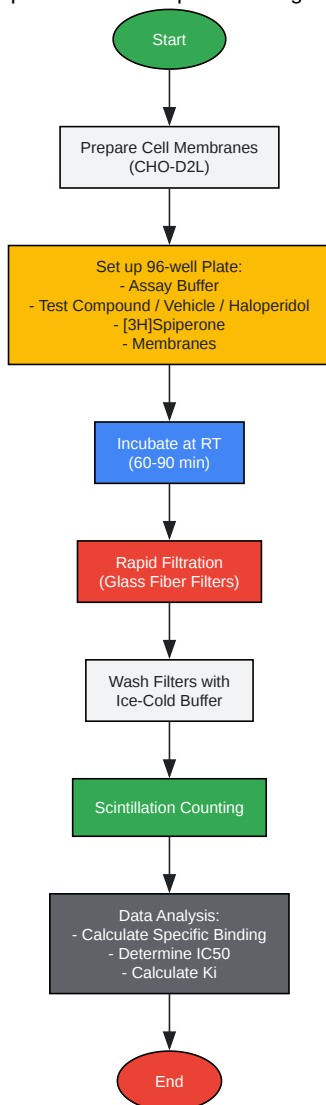 Start
Prepare Cell Membranes
(CHO-D2L)
Set up 96-well Plate:
- Assay Buffer
- Test Compound / Vehicle / Haloperidol
- [3H]Spiperone
- Membranes
Incubate at RT
(60-90 min)
Rapid Filtration
(Glass Fiber Filters)
Wash Filters with
Ice-Cold Buffer
Scintillation Counting
Data Analysis:
- Calculate Specific Binding
- Determine IC50
- Calculate Ki
End